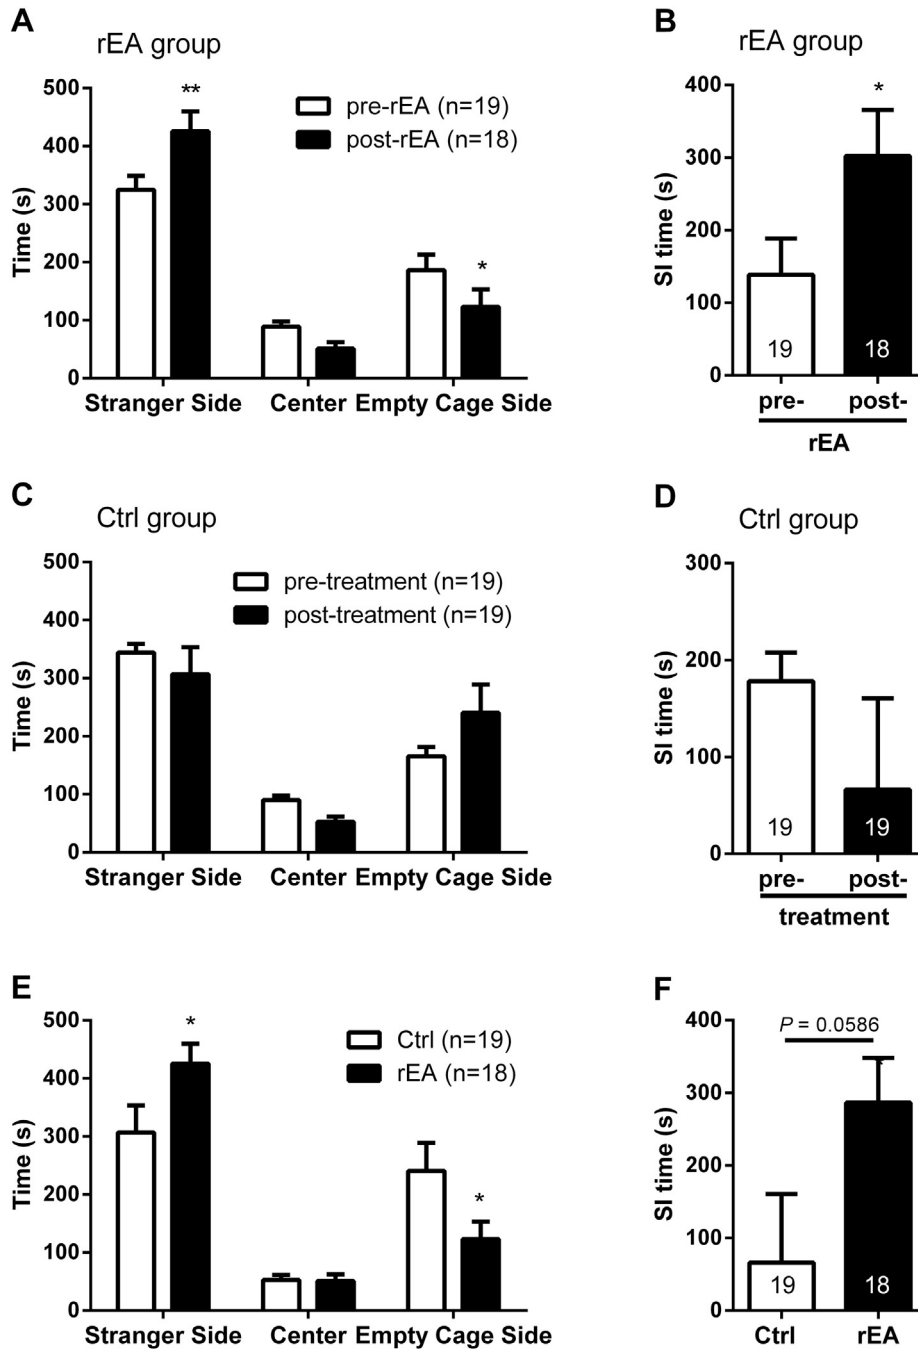 A
rEA group
500
400
300
200
100
0
Time (s)
**
*
pre-rEA (n=19)
post-rEA (n=18)
Stranger Side
Center
Empty Cage Side
B
rEA group
400
300
200
100
0
SI time (s)
*
19
18
pre-
post-
rEA
C
Ctrl group
500
400
300
200
100
0
Time (s)
pre-treatment (n=19)
post-treatment (n=19)
Stranger Side
Center
Empty Cage Side
D
Ctrl group
300
200
100
0
SI time (s)
19
19
pre-
post-
treatment
E
500
400
300
200
100
0
Time (s)
*
*
Ctrl (n=19)
rEA (n=18)
Stranger Side
Center
Empty Cage Side
F
400
300
200
100
0
SI time (s)
P = 0.0586
19
18
Ctrl
rEA